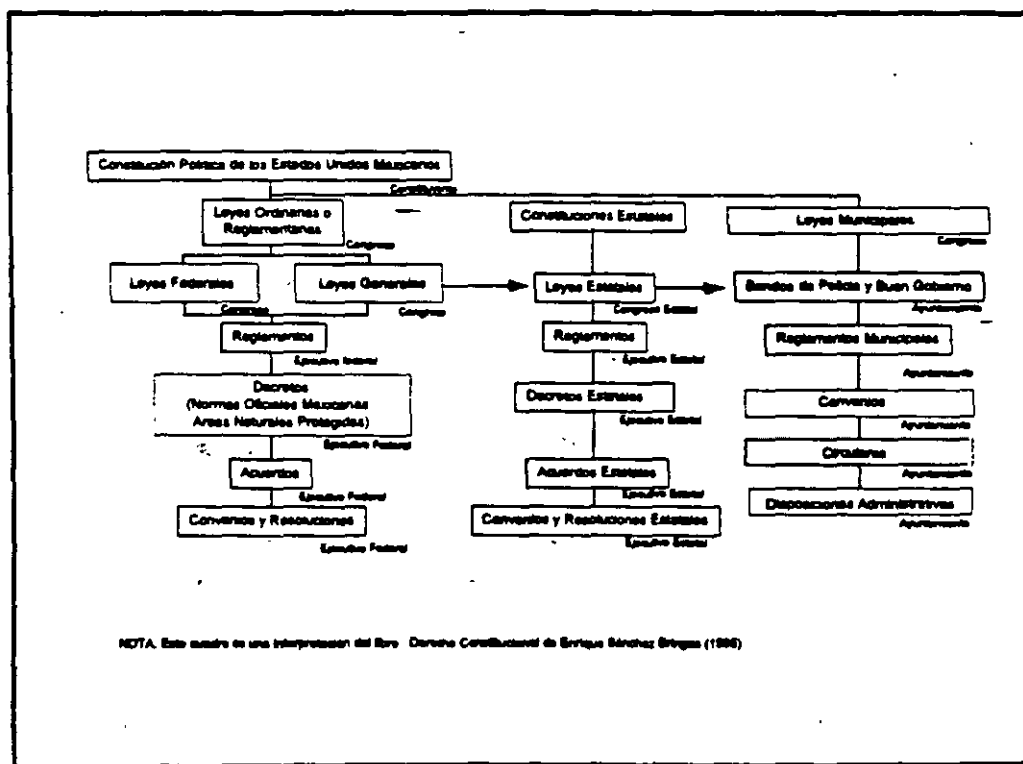 Constitución Política de los Estados Unidos Mexicanos
Constituyente
Leyes Ordinarias o
Reglamentarias
Congreso
Leyes Federales
Congreso
Leyes Generales
Congreso
Reglamentos
Ejecutivo federal
Decretos
(Normas Oficiales Mexicanas
Areas Naturales Protegidas)
Ejecutivo Federal
Acuerdos
Ejecutivo Federal
Convenios y Resoluciones
Ejecutivo Federal
Constituciones Estatales
Leyes Estatales
Congreso Estatal
Reglamentos
Ejecutivo Estatal
Decretos Estatales
Ejecutivo Estatal
Acuerdos Estatales
Ejecutivo Estatal
Convenios y Resoluciones Estatales
Ejecutivo Estatal
Leyes Municipales
Congreso
Bandos de Policía y Buen Gobierno
Ayuntamiento
Reglamentos Municipales
Ayuntamiento
Convenios
Ayuntamiento
Circulares
Ayuntamiento
Disposiciones Administrativas
Ayuntamiento
NOTA. Este cuadro es una interpretación del libro Derecho Constitucional de Enrique Sánchez Bringas (1995)